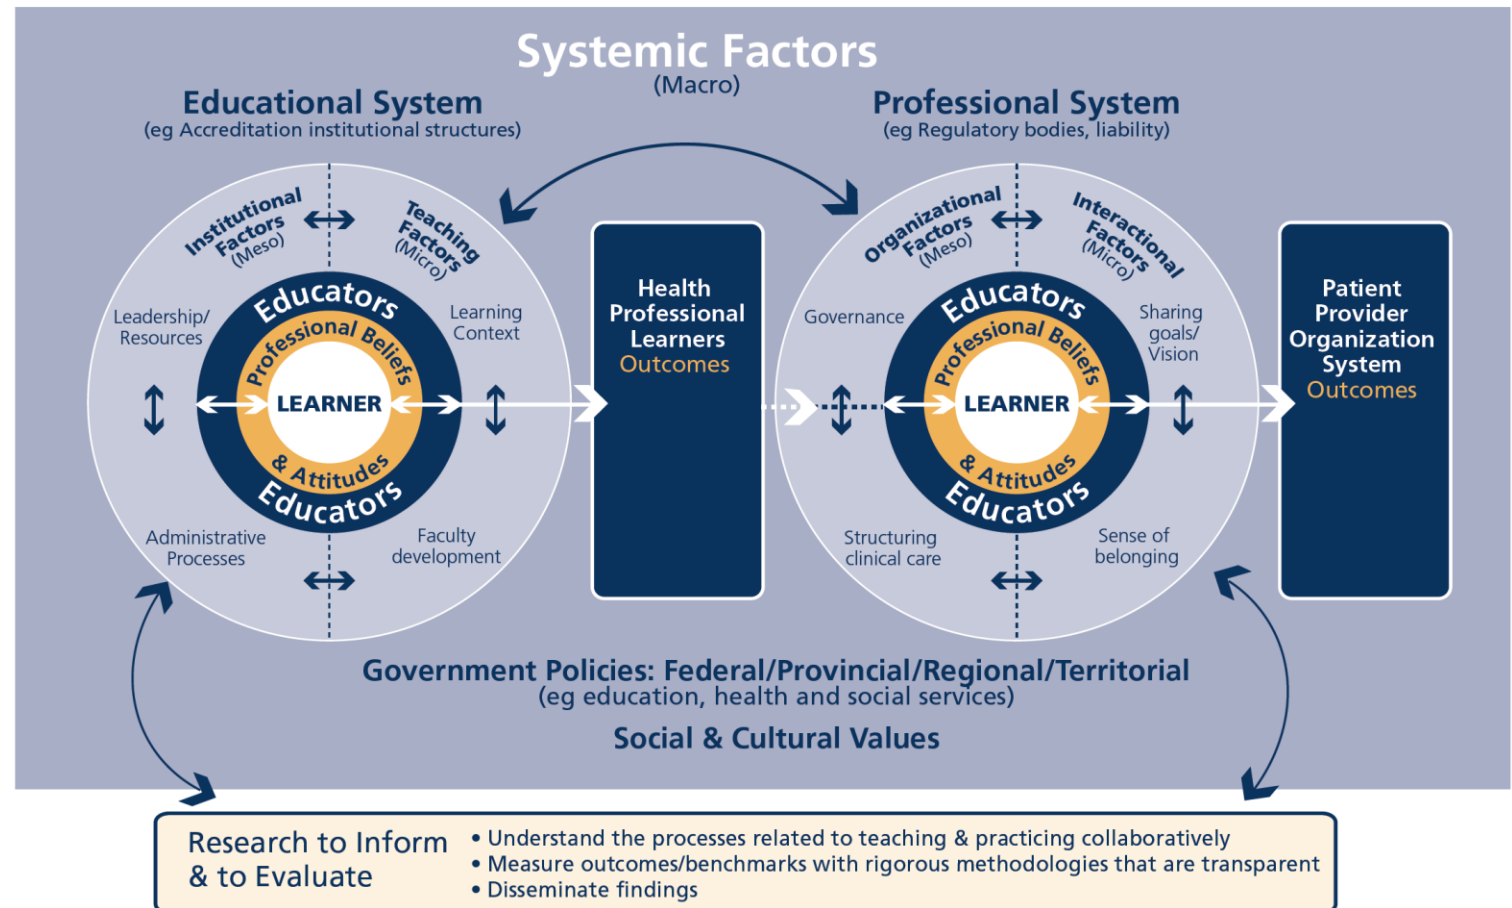 Systemic Factors
(Macro)
Educational System
(eg Accreditation institutional structures)
Professional System
(eg Regulatory bodies, liability)
Institutional
Factors
(Meso)
Teaching
Factors
(Micro)
Leadership/
Resources
Learning
Context
Educators
Professional Beliefs
LEARNER
& Attitudes
Educators
Administrative
Processes
Faculty
development
Health
Professional
Learners
Outcomes
Organizational
Factors
(Meso)
Interactional
Factors
(Micro)
Governance
Sharing
goals/
Vision
Educators
Professional Beliefs
LEARNER
& Attitudes
Educators
Structuring
clinical care
Sense of
belonging
Patient
Provider
Organization
System
Outcomes
Government Policies: Federal/Provincial/Regional/Territorial
(eg education, health and social services)
Social & Cultural Values
Research to Inform
& to Evaluate
• Understand the processes related to teaching & practicing collaboratively
• Measure outcomes/benchmarks with rigorous methodologies that are transparent
• Disseminate findings